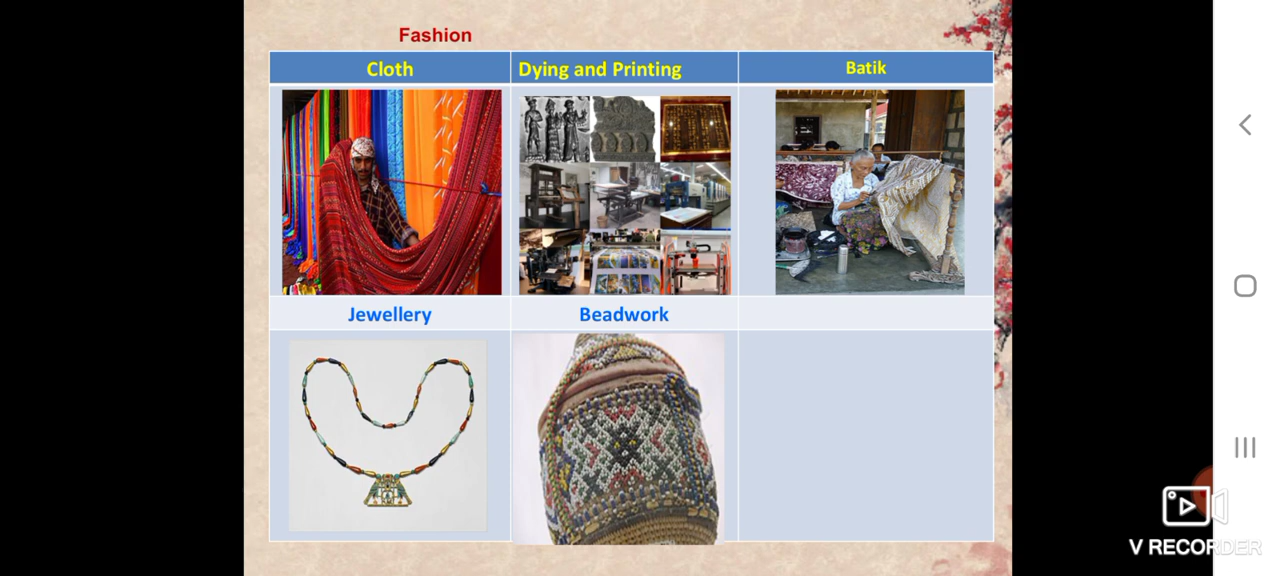 Fashion
Cloth
Dying and Printing
Batik
Jewellery
Beadwork
V RECORDER